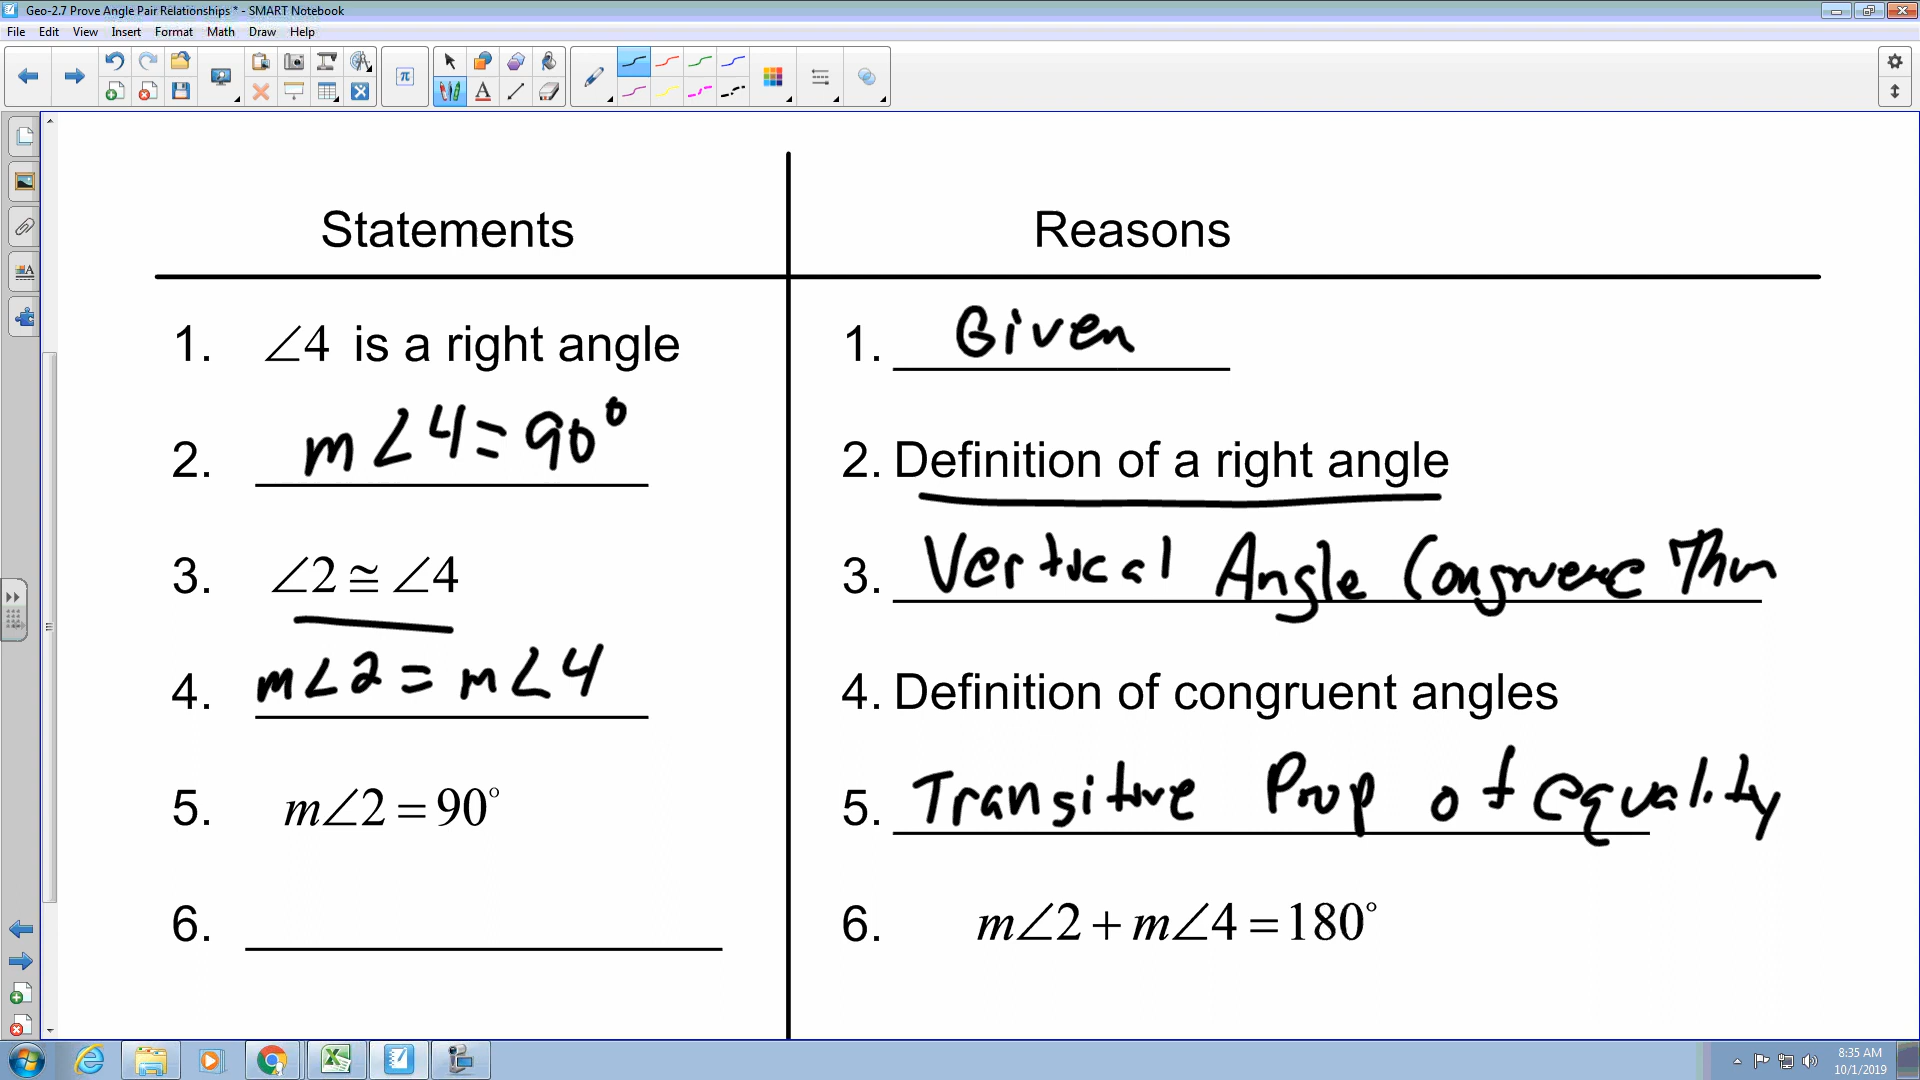 Geo-2.7 Prove Angle Pair Relationships * - SMART Notebook
File Edit View Insert Format Math Draw Help
Statements Reasons
1. ∠4 is a right angle 1. Given
2. m∠4=90° 2. Definition of a right angle
3. ∠2 ≅ ∠4 3. Vertical Angle Congruence Thm
4. m∠2 = m∠4 4. Definition of congruent angles
5. m∠2 = 90° 5. Transitive Prop of equality
6. 6. m∠2 + m∠4 = 180°
8:35 AM
10/1/2019